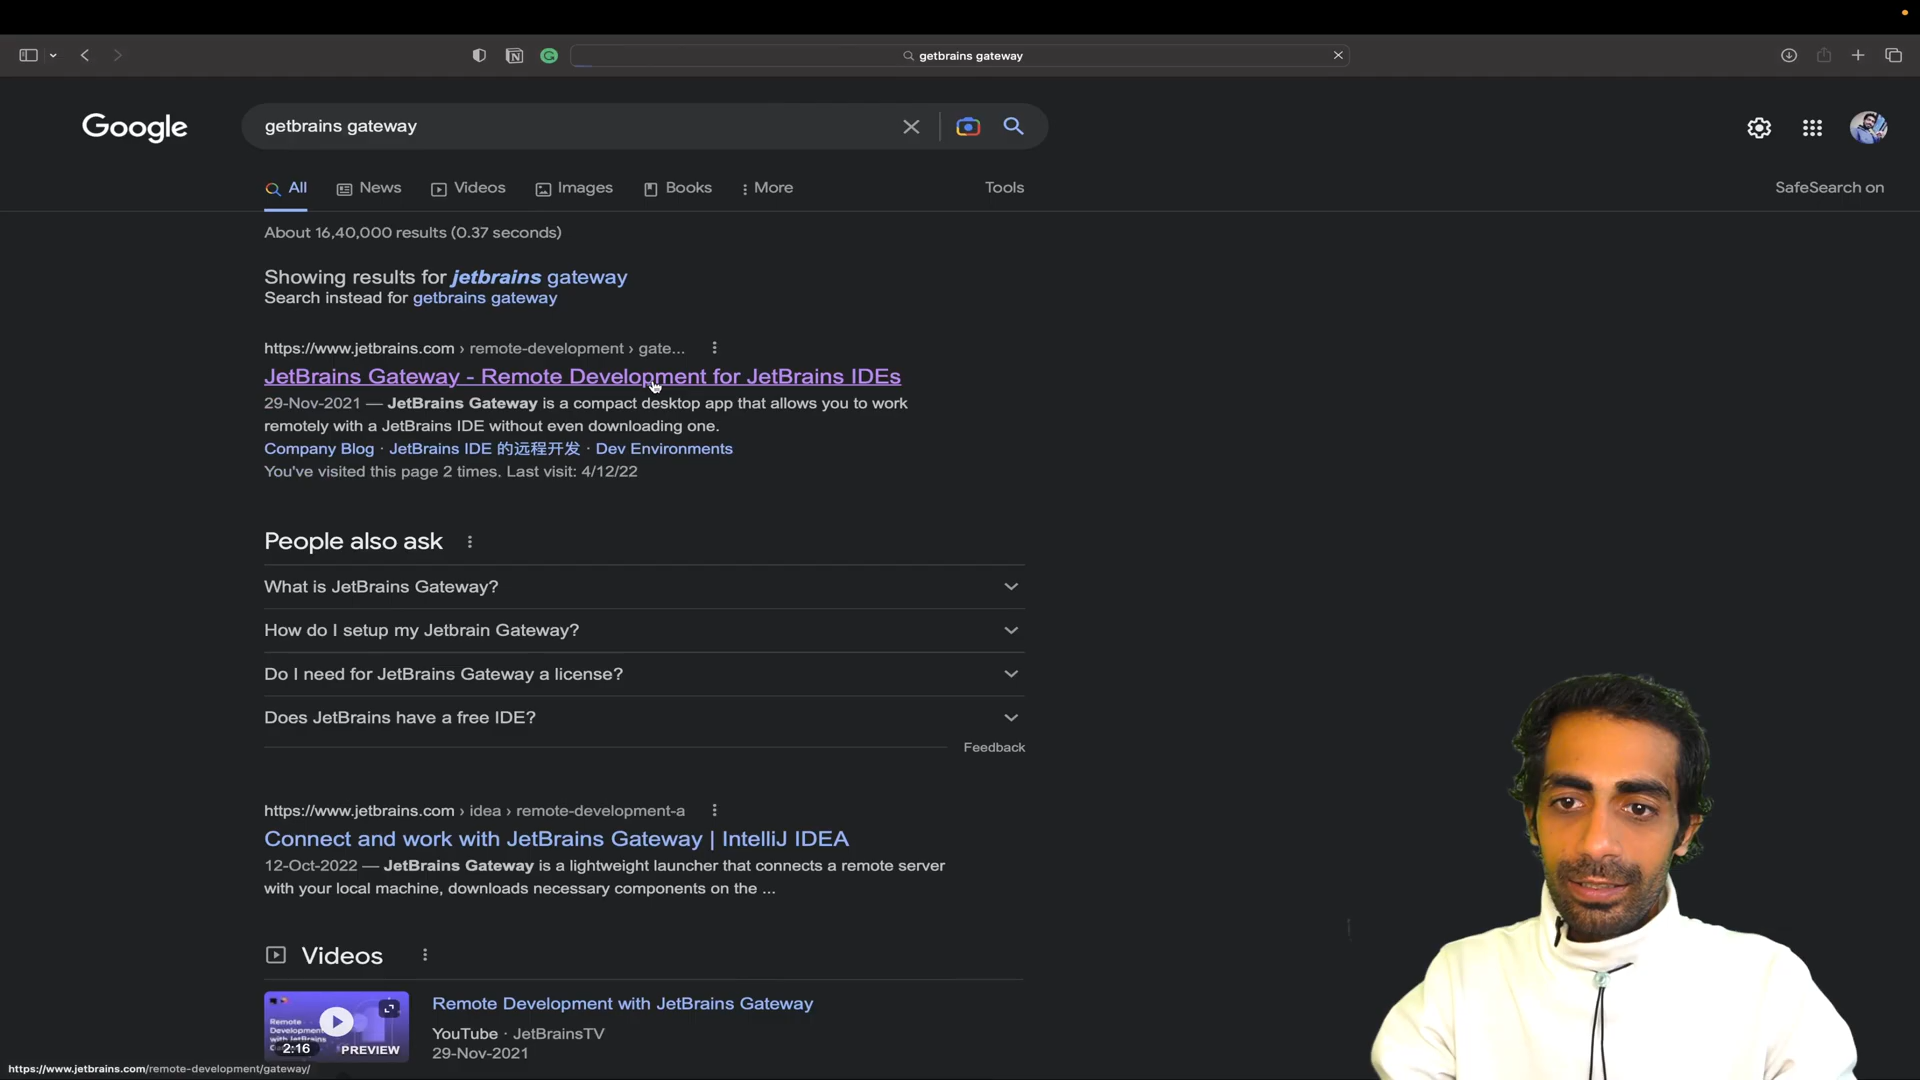 getbrains gateway
Google
getbrains gateway
All
News
Videos
Images
Books
More
Tools
SafeSearch on
About 16,40,000 results (0.37 seconds)
Showing results for jetbrains gateway
Search instead for getbrains gateway
https://www.jetbrains.com › remote-development › gate...
JetBrains Gateway - Remote Development for JetBrains IDEs
29-Nov-2021 — JetBrains Gateway is a compact desktop app that allows you to work
remotely with a JetBrains IDE without even downloading one.
Company Blog · JetBrains IDE 的远程开发 · Dev Environments
You've visited this page 2 times. Last visit: 4/12/22
People also ask
What is JetBrains Gateway?
How do I setup my Jetbrain Gateway?
Do I need for JetBrains Gateway a license?
Does JetBrains have a free IDE?
Feedback
https://www.jetbrains.com › idea › remote-development-a
Connect and work with JetBrains Gateway | IntelliJ IDEA
12-Oct-2022 — JetBrains Gateway is a lightweight launcher that connects a remote server
with your local machine, downloads necessary components on the ...
Videos
Remote
Development
with JetBrains
Gateway
2:16
PREVIEW
Remote Development with JetBrains Gateway
YouTube · JetBrainsTV
29-Nov-2021
https://www.jetbrains.com/remote-development/gateway/